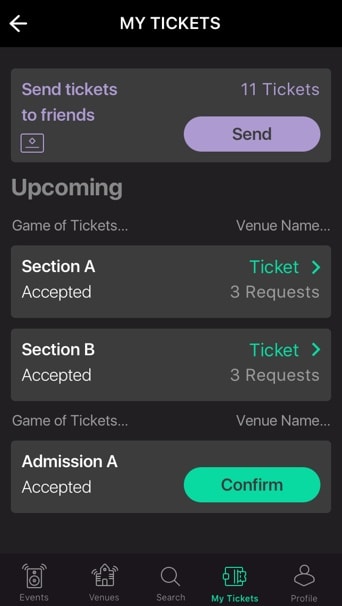 MY TICKETS
Send tickets 11 Tickets
to friends
Send
Upcoming
Game of Tickets... Venue Name...
Section A Ticket
Accepted 3 Requests
Section B Ticket
Accepted 3 Requests
Game of Tickets... Venue Name...
Admission A
Accepted Confirm
Events Venues Search My Tickets Profile